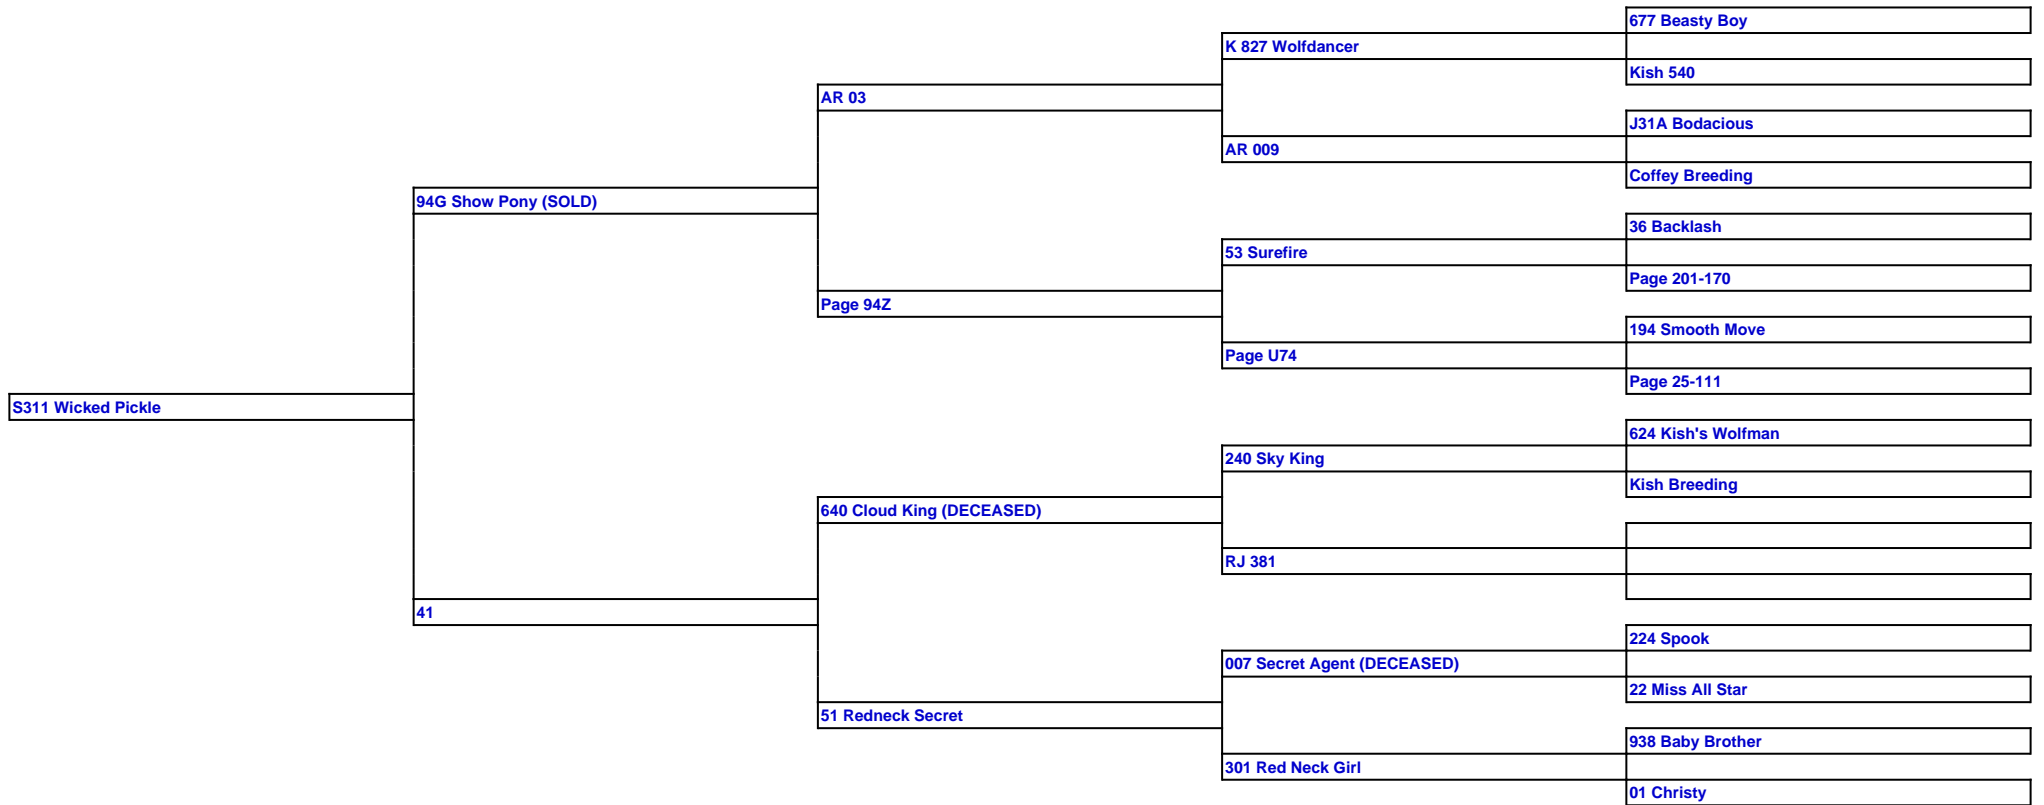 677 Beasty Boy
K 827 Wolfdancer
Kish 540
AR 03
J31A Bodacious
AR 009
Coffey Breeding
94G Show Pony (SOLD)
36 Backlash
53 Surefire
Page 201-170
Page 94Z
194 Smooth Move
Page U74
Page 25-111
S311 Wicked Pickle
624 Kish's Wolfman
240 Sky King
Kish Breeding
640 Cloud King (DECEASED)
RJ 381
41
224 Spook
007 Secret Agent (DECEASED)
22 Miss All Star
51 Redneck Secret
938 Baby Brother
301 Red Neck Girl
01 Christy